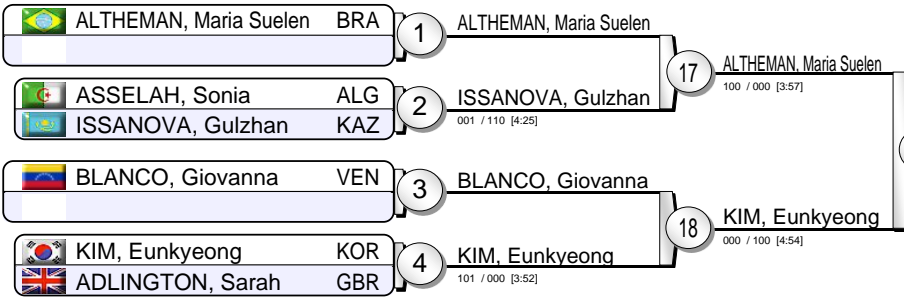 ALTHEMAN, Maria Suelen BRA
1
ALTHEMAN, Maria Suelen
17
ALTHEMAN, Maria Suelen
100 / 000 [3:57]
ASSELAH, Sonia ALG
ISSANOVA, Gulzhan KAZ
2
ISSANOVA, Gulzhan
001 / 110 [4:25]
BLANCO, Giovanna VEN
3
BLANCO, Giovanna
18
KIM, Eunkyeong
000 / 100 [4:54]
KIM, Eunkyeong KOR
ADLINGTON, Sarah GBR
4
KIM, Eunkyeong
101 / 000 [3:52]